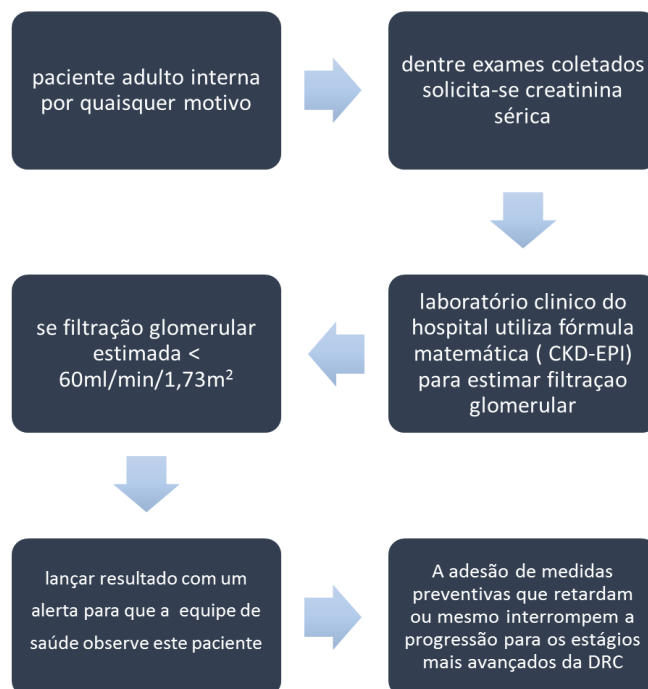 paciente adulto interna
por quaisquer motivo
dentre exames coletados
solicita-se creatinina
sérica
laboratório clinico do
hospital utiliza fórmula
matemática ( CKD-EPI)
para estimar filtraçao
glomerular
se filtração glomerular
estimada <
60ml/min/1,73m²
lançar resultado com um
alerta para que a equipe de
saúde observe este paciente
A adesão de medidas
preventivas que retardam
ou mesmo interrompem a
progressão para os estágios
mais avançados da DRC